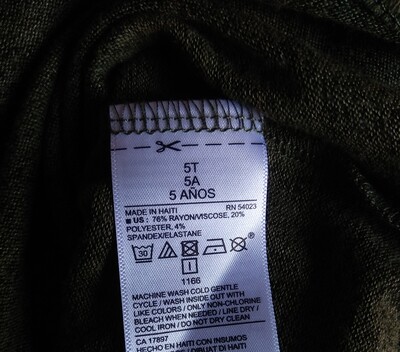 5T
5A
5 AÑOS
MADE IN HAITI RN 54023
■ US : 76% RAYON/VISCOSE, 20%
POLYESTER, 4%
SPANDEX/ELASTANE
30
I
1166
MACHINE WASH COLD GENTLE
CYCLE / WASH INSIDE OUT WITH
LIKE COLORS / ONLY NON-CHLORINE
BLEACH WHEN NEEDED / LINE DRY /
COOL IRON / DO NOT DRY CLEAN
CA 17897
HECHO EN HAITI CON INSUMOS